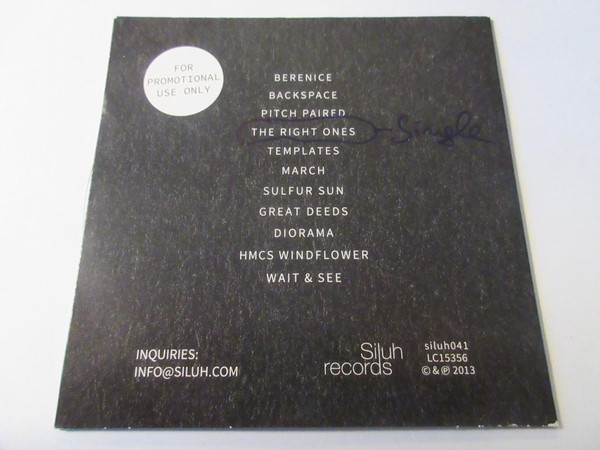 FOR
PROMOTIONAL
USE ONLY
BERENICE
BACKSPACE
PITCH PAIRED
THE RIGHT ONES - Single
TEMPLATES
MARCH
SULFUR SUN
GREAT DEEDS
DIORAMA
HMCS WINDFLOWER
WAIT & SEE
INQUIRIES:
INFO@SILUH.COM
Siluh
records
siluh041
LC15356
© & ℗ 2013